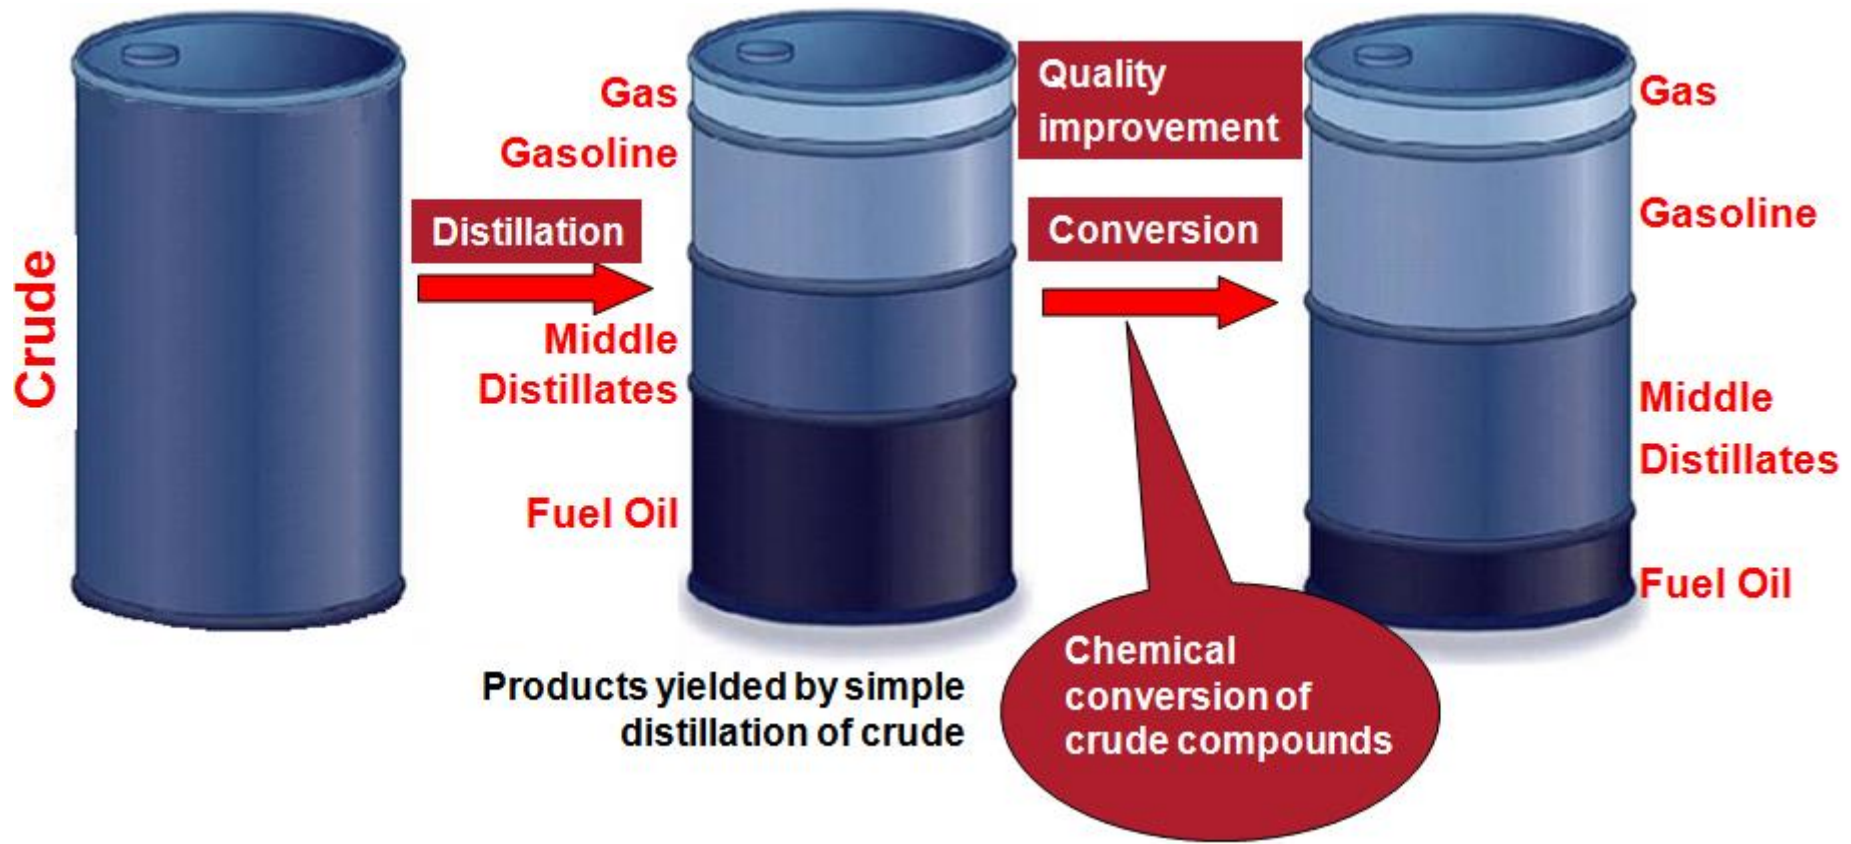 Crude
Distillation
Gas
Gasoline
Middle
Distillates
Fuel Oil
Products yielded by simple
distillation of crude
Quality
improvement
Conversion
Chemical
conversion of
crude compounds
Gas
Gasoline
Middle
Distillates
Fuel Oil